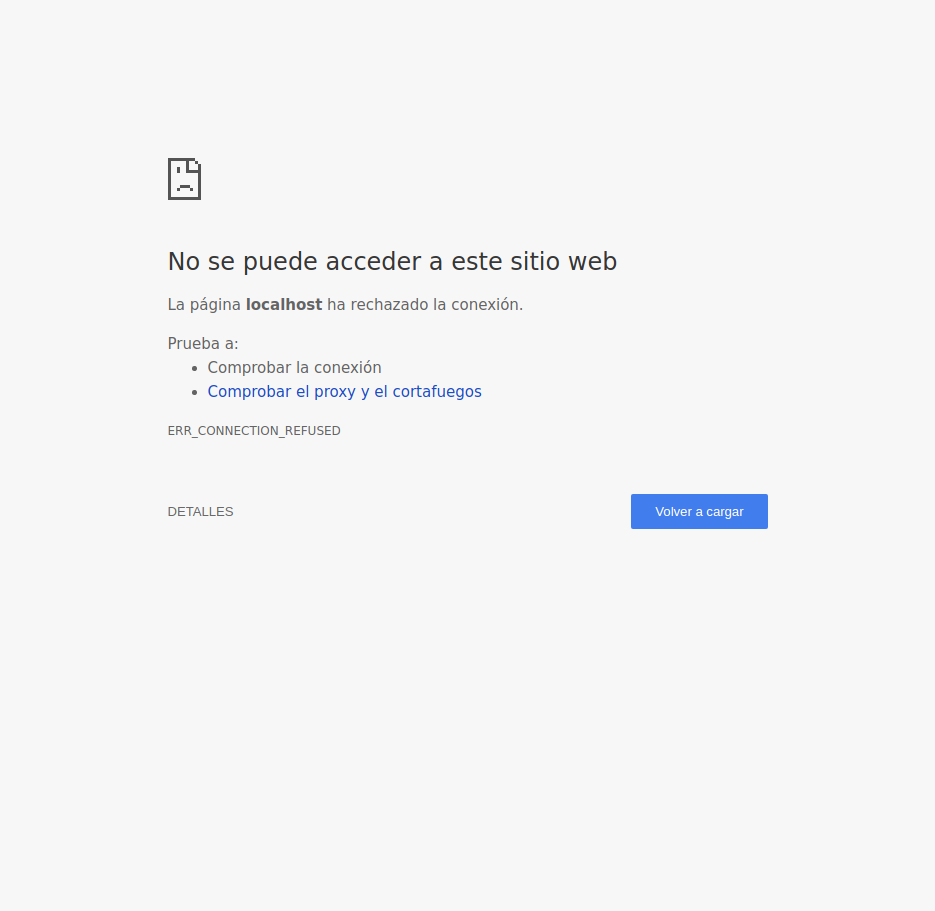 No se puede acceder a este sitio web
La página localhost ha rechazado la conexión.
Prueba a:
Comprobar la conexión
Comprobar el proxy y el cortafuegos
ERR_CONNECTION_REFUSED
DETALLES
Volver a cargar